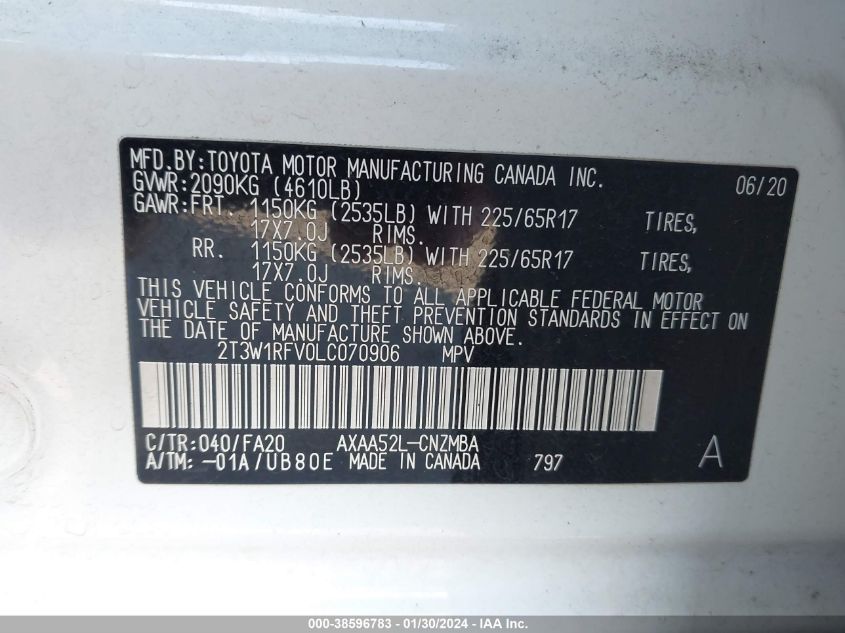 MFD.BY:TOYOTA MOTOR MANUFACTURING CANADA INC. 06/20
GVWR:2090KG (4610LB)
GAWR:FRT. 1150KG (2535LB) WITH 225/65R17 TIRES,
17X7.0J RIMS.
RR. 1150KG (2535LB) WITH 225/65R17 TIRES,
17X7.0J RIMS.
THIS VEHICLE CONFORMS TO ALL APPLICABLE FEDERAL MOTOR
VEHICLE SAFETY AND THEFT PREVENTION STANDARDS IN EFFECT ON
THE DATE OF MANUFACTURE SHOWN ABOVE.
2T3W1RFV0LC070906 MPV
C/TR:040/FA20 AXAA52L-CNZMBA
A/TM:-01A/UB80E MADE IN CANADA 797 A
000-38596783 - 01/30/2024 - IAA Inc.